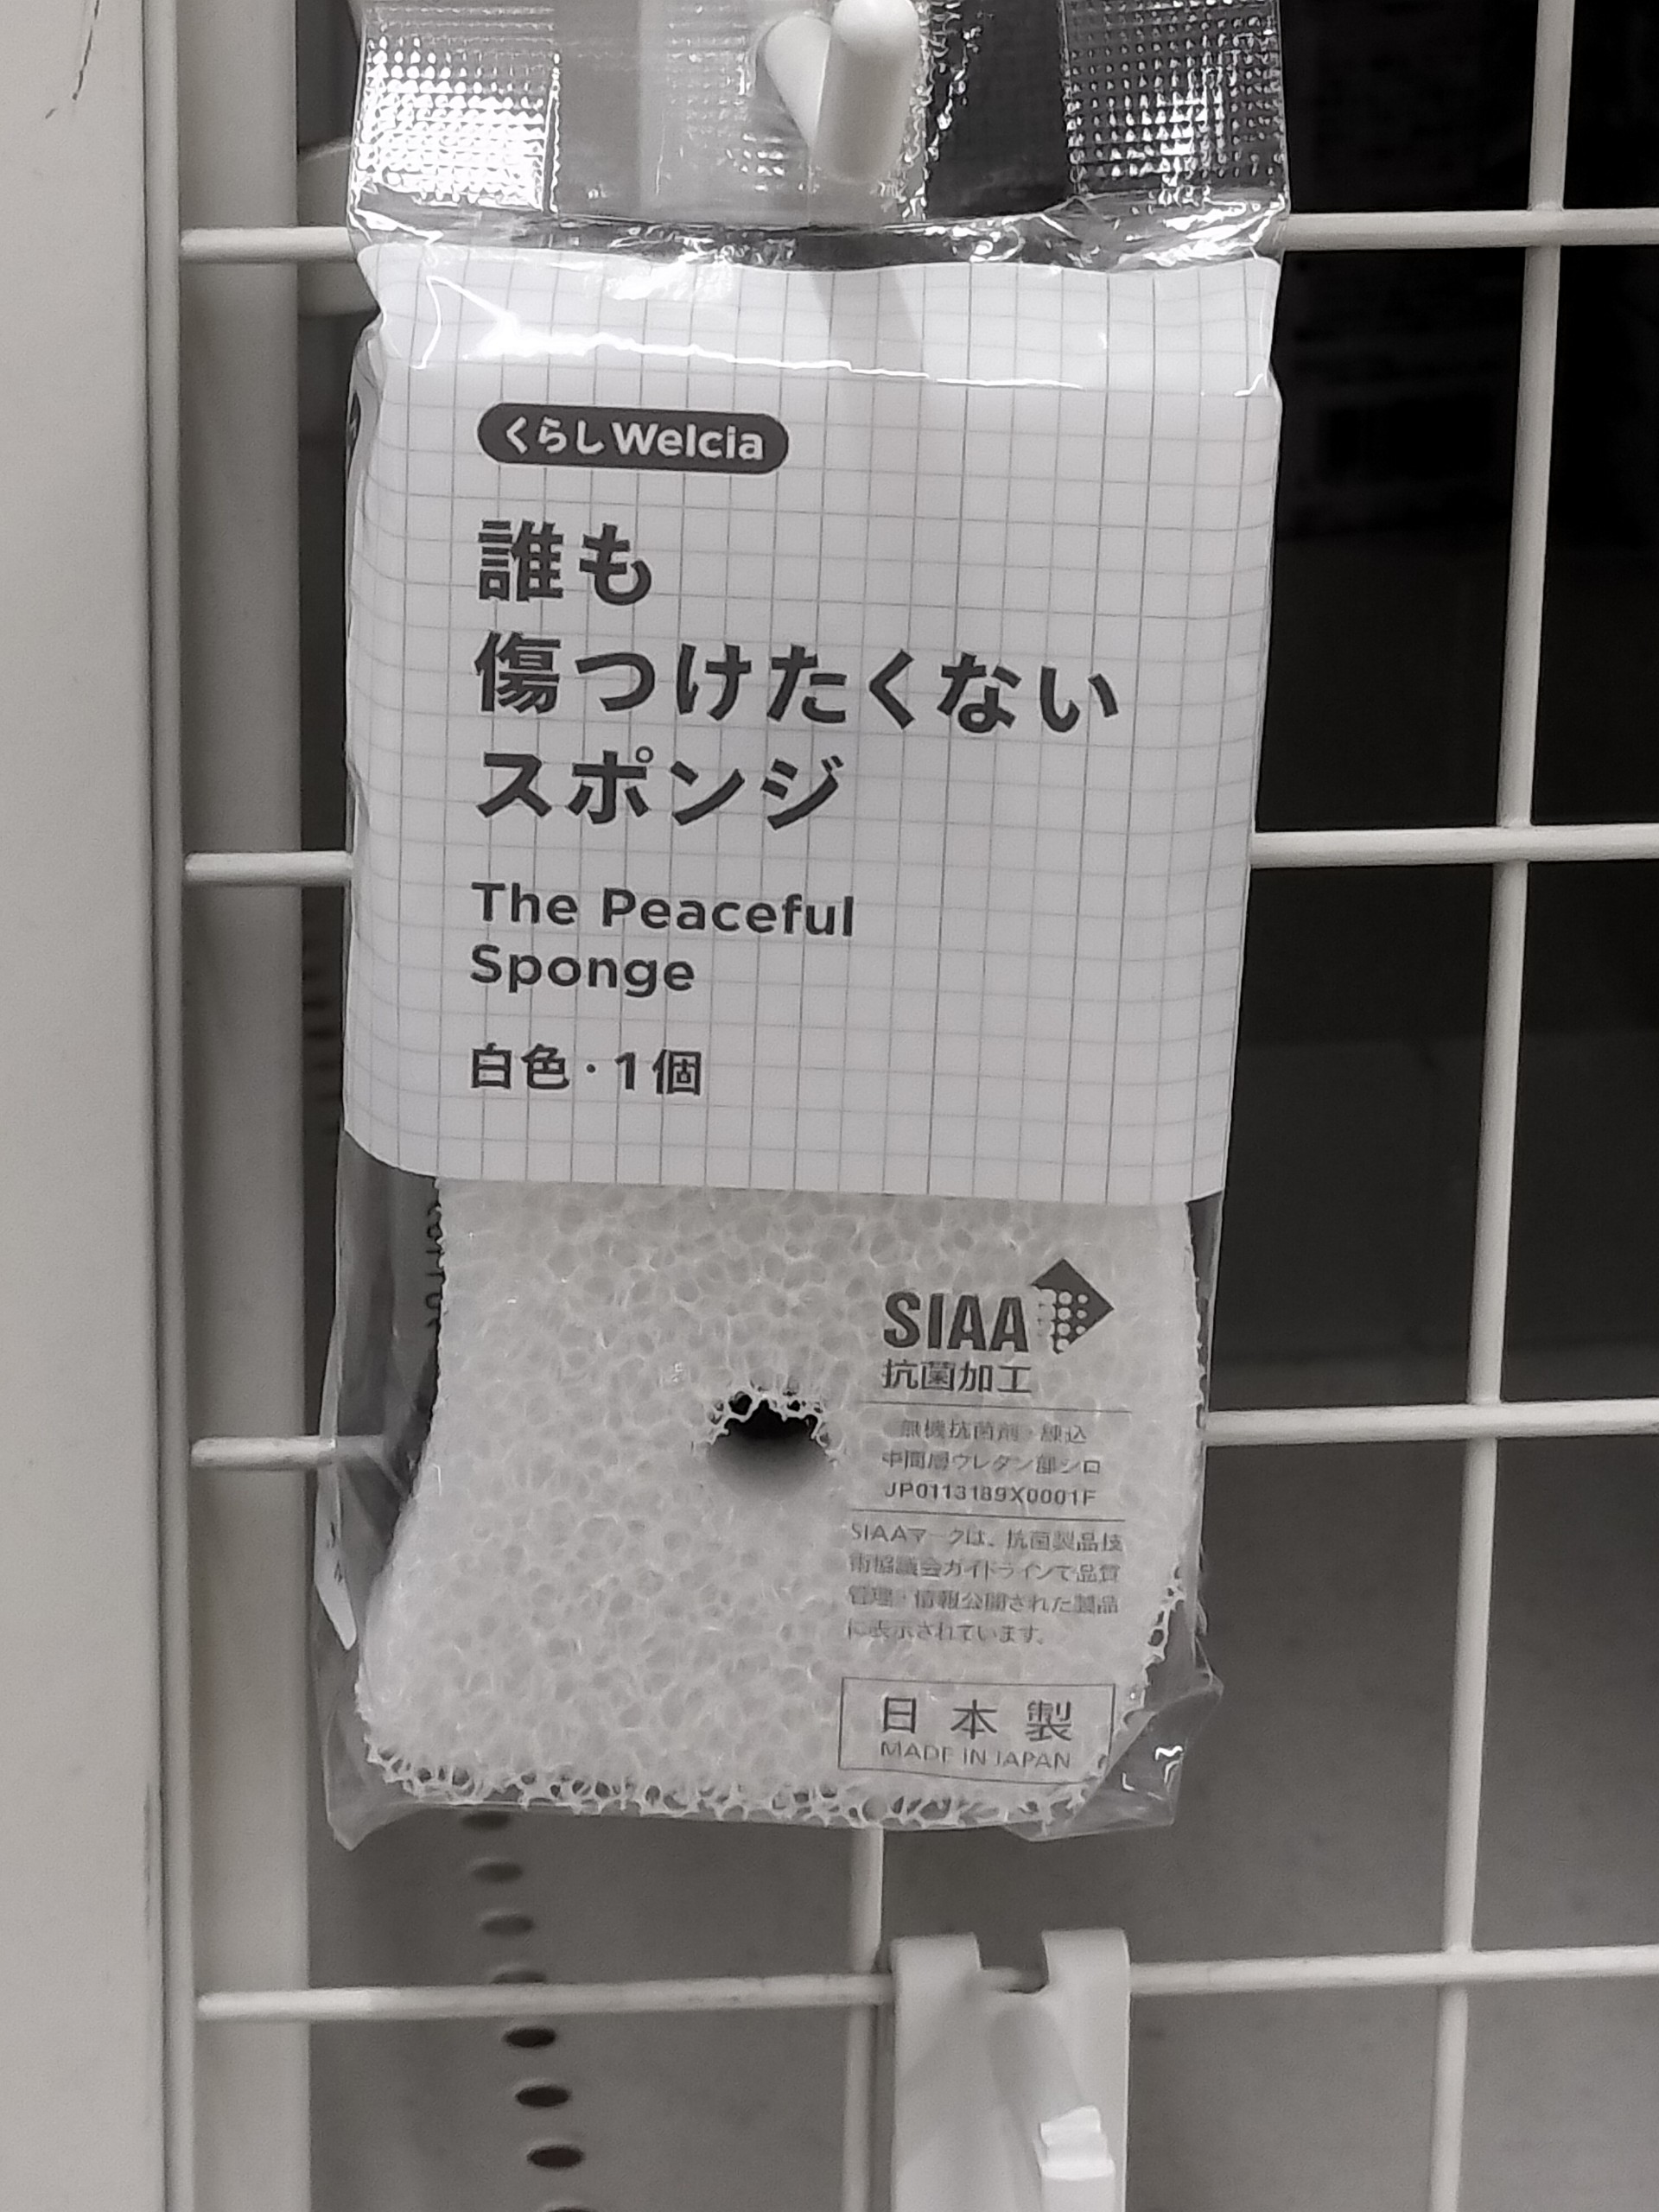 くらしWelcia
誰も
傷つけたくない
スポンジ
The Peaceful
Sponge
白色・1個
SIAA
抗菌加工
無機抗菌剤・練込
中間層ウレタン部シロ
JP0113189X0001F
SIAAマークは、抗菌製品技
術協議会ガイドラインで品質
管理・情報公開された製品
に表示されています。
日本製
MADE IN JAPAN